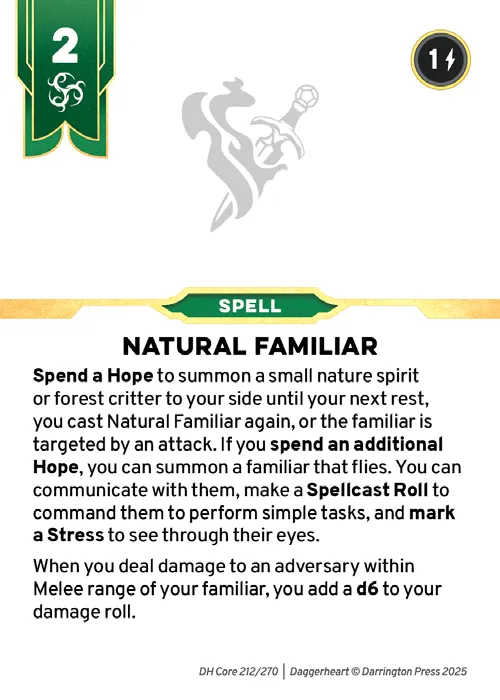 2
1
SPELL
NATURAL FAMILIAR
Spend a Hope to summon a small nature spirit
or forest critter to your side until your next rest,
you cast Natural Familiar again, or the familiar is
targeted by an attack. If you spend an additional
Hope, you can summon a familiar that flies. You can
communicate with them, make a Spellcast Roll to
command them to perform simple tasks, and mark
a Stress to see through their eyes.
When you deal damage to an adversary within
Melee range of your familiar, you add a d6 to your
damage roll.
DH Core 212/270 | Daggerheart © Darrington Press 2025